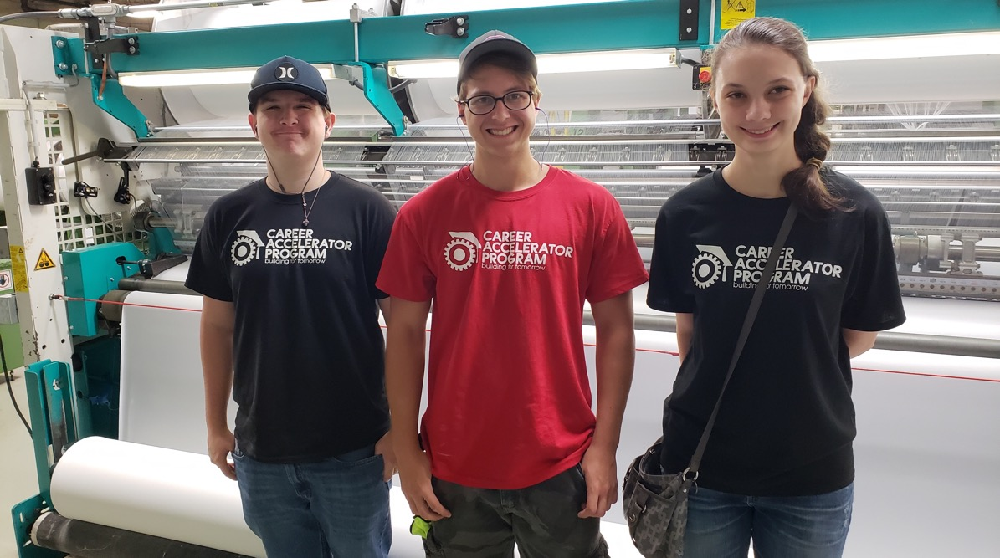 CAREER
ACCELERATOR
PROGRAM
building for tomorrow
CAREER
ACCELERATOR
PROGRAM
building for tomorrow
CAREER
ACCELERATOR
PROGRAM
building for tomorrow